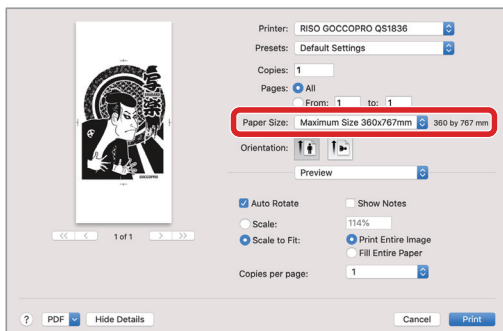 Printer: RISO GOCCOPRO QS1836
Presets: Default Settings
Copies: 1
Pages: All
From: 1 to: 1
Paper Size: Maximum Size 360x767mm 360 by 767 mm
Orientation:
Preview
Auto Rotate Show Notes
Scale: 114%
Scale to Fit: Print Entire Image
Fill Entire Paper
Copies per page: 1
写楽
GOCCOPRO
<< < 1 of 1 > >>
? PDF Hide Details Cancel Print